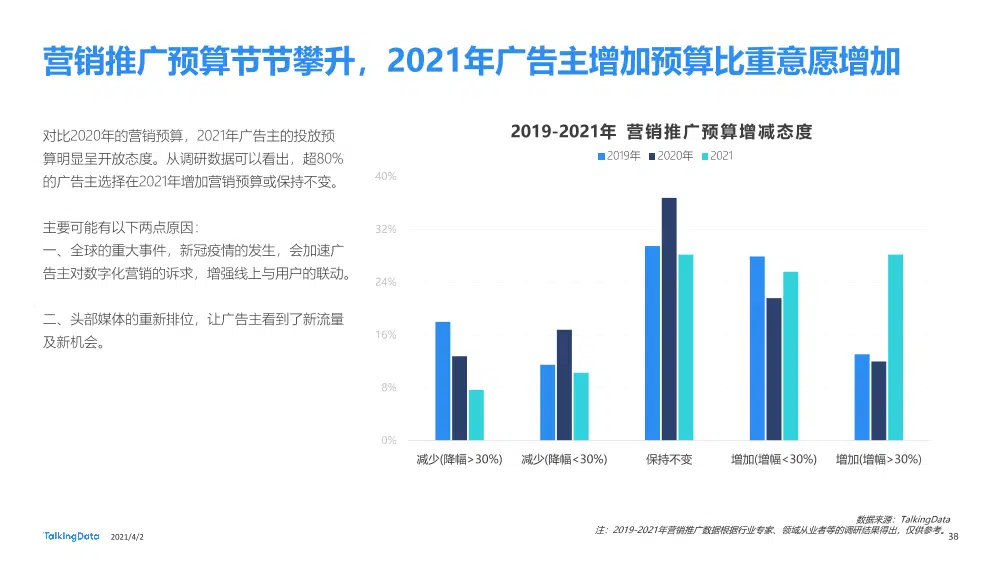 营销推广预算节节攀升，2021年广告主增加预算比重意愿增加
对比2020年的营销预算，2021年广告主的投放预
算明显呈开放态度。从调研数据可以看出，超80%
的广告主选择在2021年增加营销预算或保持不变。
主要可能有以下两点原因：
一、全球的重大事件，新冠疫情的发生，会加速广
告主对数字化营销的诉求，增强线上与用户的联动。
二、头部媒体的重新排位，让广告主看到了新流量
及新机会。
2019-2021年 营销推广预算增减态度
2019年 2020年 2021
40%
32%
24%
16%
8%
0%
减少(降幅>30%) 减少(降幅<30%) 保持不变 增加(增幅<30%) 增加(增幅>30%)
数据来源：TalkingData
注：2019-2021年营销推广数据根据行业专家、领域从业者等的调研结果得出，仅供参考。
TalkingData 2021/4/2 38